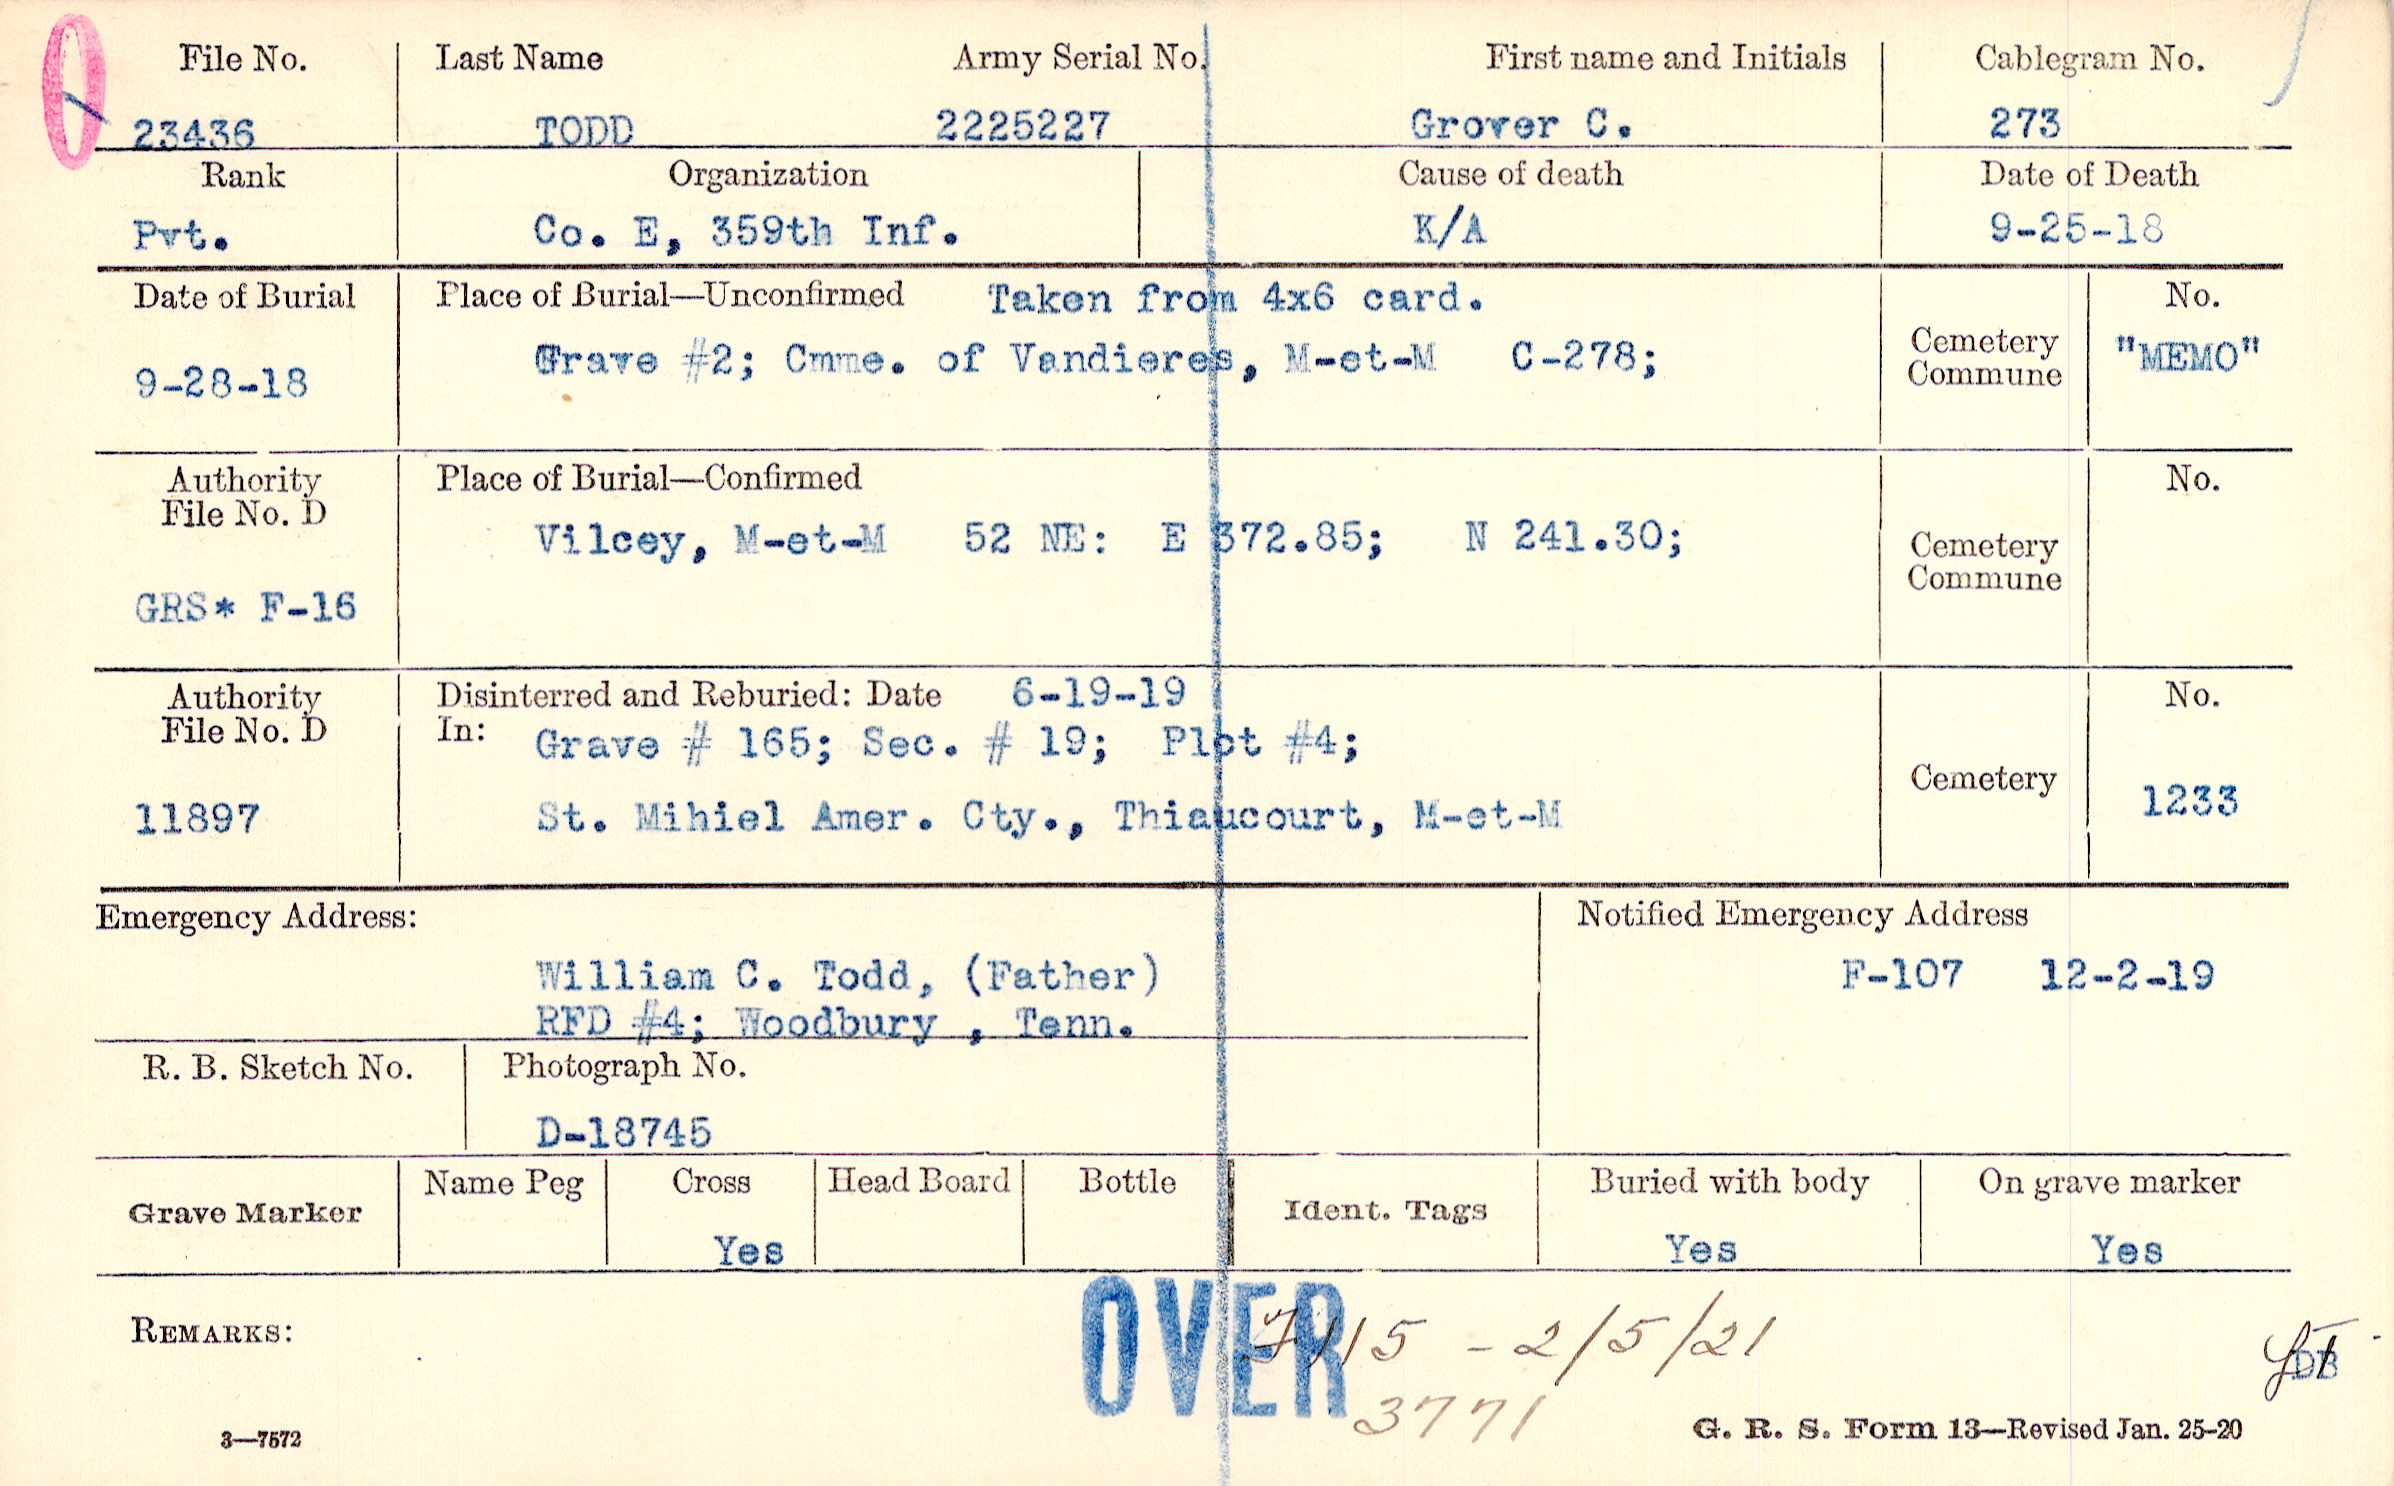 File No. Last Name Army Serial No. First name and Initials Cablegram No.
23436 TODD 2225227 Grover C. 273
Rank Organization Cause of death Date of Death
Pvt. Co. E, 359th Inf. K/A 9-25-18
Date of Burial Place of Burial—Unconfirmed Taken from 4x6 card. No.
9-28-18 Grave #2; Cmme. of Vandieres, M-et-M C-278; Cemetery Commune "MEMO"
Authority File No. D Place of Burial—Confirmed No.
Vilcey, M-et-M 52 NE: E 372.85; N 241.30; Cemetery Commune
GRS* F-16
Authority File No. D Disinterred and Reburied: Date 6-19-19 No.
In: Grave # 165; Sec. # 19; Plot #4;
11897 St. Mihiel Amer. Cty., Thiaucourt, M-et-M Cemetery 1233
Emergency Address: Notified Emergency Address
William C. Todd, (Father) F-107 12-2-19
RFD #4; Woodbury , Tenn.
R. B. Sketch No. Photograph No.
D-18745
Grave Marker Name Peg Cross Head Board Bottle Ident. Tags Buried with body On grave marker
Yes Yes Yes
REMARKS: OVER - 2/5/21
3771
DB
3—7572 G. R. S. Form 13—Revised Jan. 25-20